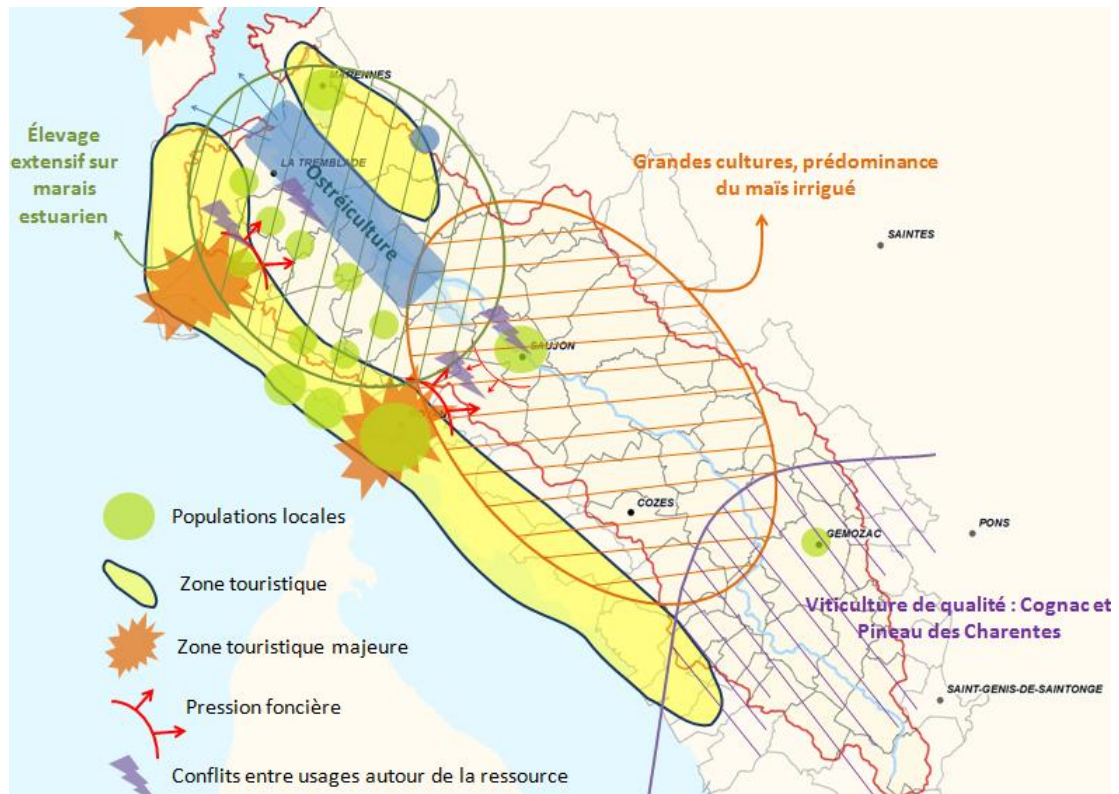 MARENNES
Élevage
extensif sur
marais
estuarien
LA TREMBLADE
Ostréiculture
Grandes cultures, prédominance
du maïs irrigué
SAINTES
SAUJON
COZES
GEMOZAC
PONS
Viticulture de qualité : Cognac et
Pineau des Charentes
SAINT-GENIS-DE-SAINTONGE
Populations locales
Zone touristique
Zone touristique majeure
Pression foncière
Conflits entre usages autour de la ressource